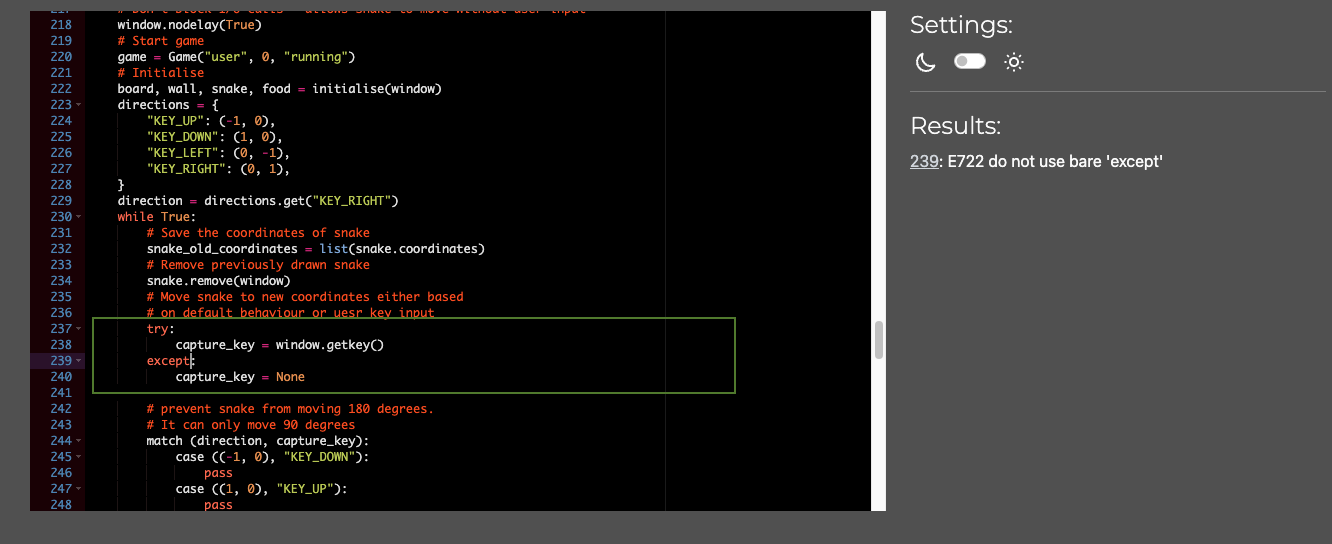 217 # Don't block I/O calls - allows snake to move without user input
218 window.nodelay(True)
219 # Start game
220 game = Game("user", 0, "running")
221 # Initialise
222 board, wall, snake, food = initialise(window)
223 directions = {
224 "KEY_UP": (-1, 0),
225 "KEY_DOWN": (1, 0),
226 "KEY_LEFT": (0, -1),
227 "KEY_RIGHT": (0, 1),
228 }
229 direction = directions.get("KEY_RIGHT")
230 while True:
231 # Save the coordinates of snake
232 snake_old_coordinates = list(snake.coordinates)
233 # Remove previously drawn snake
234 snake.remove(window)
235 # Move snake to new coordinates either based
236 # on default behaviour or uesr key input
237 try:
238 capture_key = window.getkey()
239 except:
240 capture_key = None
241
242 # prevent snake from moving 180 degrees.
243 # It can only move 90 degrees
244 match (direction, capture_key):
245 case ((-1, 0), "KEY_DOWN"):
246 pass
247 case ((1, 0), "KEY_UP"):
248 pass
Settings:
Results:
239: E722 do not use bare 'except'